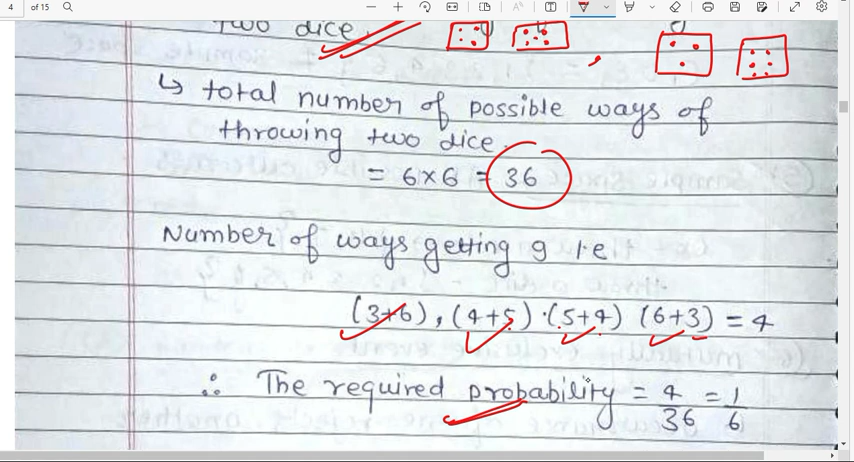 4 of 15
two dice.
↳ total number of possible ways of
throwing two dice.
= 6×6 = 36
Number of ways getting 9 i.e.
(3+6), (4+5) . (5+4) (6+3) = 4
∴ The required probability = 4/36 = 1/6